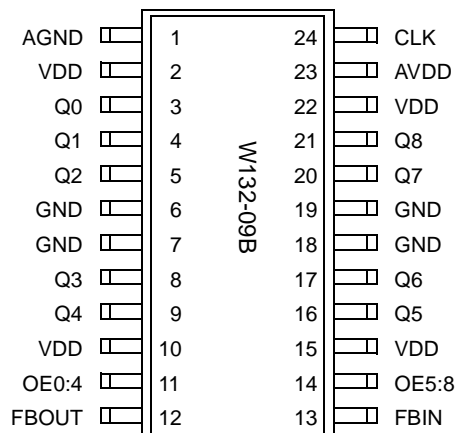 AGND 1 24 CLK
VDD 2 23 AVDD
Q0 3 22 VDD
Q1 4 21 Q8
Q2 5 20 Q7
GND 6 19 GND
GND 7 18 GND
Q3 8 17 Q6
Q4 9 16 Q5
VDD 10 15 VDD
OE0:4 11 14 OE5:8
FBOUT 12 13 FBIN
W132-09B